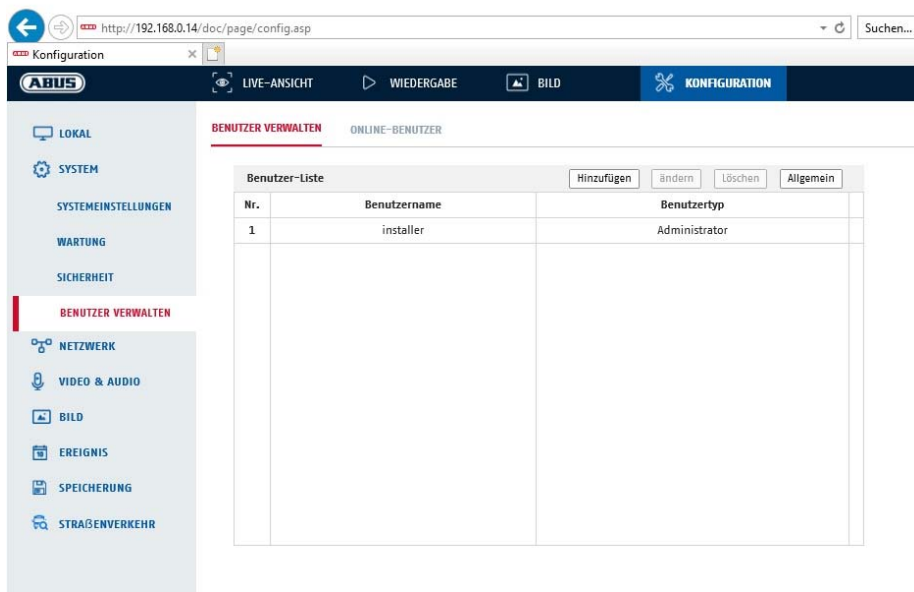 http://192.168.0.14/doc/page/config.asp
Suchen...
Konfiguration
ABUS
LIVE-ANSICHT
WIEDERGABE
BILD
KONFIGURATION
LOKAL
SYSTEM
SYSTEMEINSTELLUNGEN
WARTUNG
SICHERHEIT
BENUTZER VERWALTEN
NETZWERK
VIDEO & AUDIO
BILD
EREIGNIS
SPEICHERUNG
STRAßENVERKEHR
BENUTZER VERWALTEN
ONLINE-BENUTZER
Benutzer-Liste
Hinzufügen
ändern
Löschen
Allgemein
Nr. Benutzername Benutzertyp
1 installer Administrator